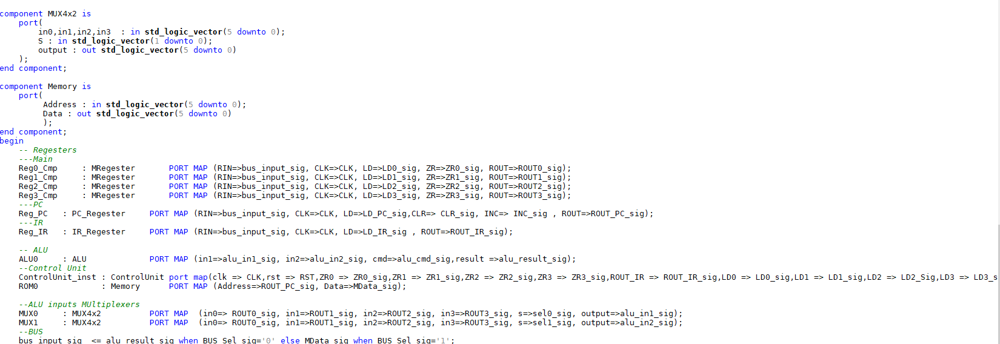 component MUX4x2 is
port(
in0,in1,in2,in3 : in std_logic_vector(5 downto 0);
S : in std_logic_vector(1 downto 0);
output : out std_logic_vector(5 downto 0)
);
end component;
component Memory is
port(
Address : in std_logic_vector(5 downto 0);
Data : out std_logic_vector(5 downto 0)
);
end component;
begin
-- Regesters
---Main
Reg0_Cmp : MRegester PORT MAP (RIN=>bus_input_sig, CLK=>CLK, LD=>LD0_sig, ZR=>ZR0_sig, ROUT=>ROUT0_sig);
Reg1_Cmp : MRegester PORT MAP (RIN=>bus_input_sig, CLK=>CLK, LD=>LD1_sig, ZR=>ZR1_sig, ROUT=>ROUT1_sig);
Reg2_Cmp : MRegester PORT MAP (RIN=>bus_input_sig, CLK=>CLK, LD=>LD2_sig, ZR=>ZR2_sig, ROUT=>ROUT2_sig);
Reg3_Cmp : MRegester PORT MAP (RIN=>bus_input_sig, CLK=>CLK, LD=>LD3_sig, ZR=>ZR3_sig, ROUT=>ROUT3_sig);
---PC
Reg_PC : PC_Regester PORT MAP (RIN=>bus_input_sig, CLK=>CLK, LD=>LD_PC_sig,CLR=> CLR_sig, INC=> INC_sig , ROUT=>ROUT_PC_sig);
---IR
Reg_IR : IR_Regester PORT MAP (RIN=>bus_input_sig, CLK=>CLK, LD=>LD_IR_sig , ROUT=>ROUT_IR_sig);
-- ALU
ALU0 : ALU PORT MAP (in1=>alu_in1_sig, in2=>alu_in2_sig, cmd=>alu_cmd_sig,result =>alu_result_sig);
--Control Unit
ControlUnit_inst : ControlUnit port map(clk => CLK,rst => RST,ZR0 => ZR0_sig,ZR1 => ZR1_sig,ZR2 => ZR2_sig,ZR3 => ZR3_sig,ROUT_IR => ROUT_IR_sig,LD0 => LD0_sig,LD1 => LD1_sig,LD2 => LD2_Sig,LD3 => LD3_s
ROM0 : Memory PORT MAP (Address=>ROUT_PC_sig, Data=>MData_sig);
--ALU inputs MUltiplexers
MUX0 : MUX4x2 PORT MAP (in0=> ROUT0_sig, in1=>ROUT1_sig, in2=>ROUT2_sig, in3=>ROUT3_sig, s=>sel0_sig, output=>alu_in1_sig);
MUX1 : MUX4x2 PORT MAP (in0=> ROUT0_sig, in1=>ROUT1_sig, in2=>ROUT2_sig, in3=>ROUT3_sig, s=>sel1_sig, output=>alu_in2_sig);
--BUS
bus_input_sig <= alu_result_sig when BUS_Sel_sig='0' else MData_sig when BUS_Sel_sig='1';